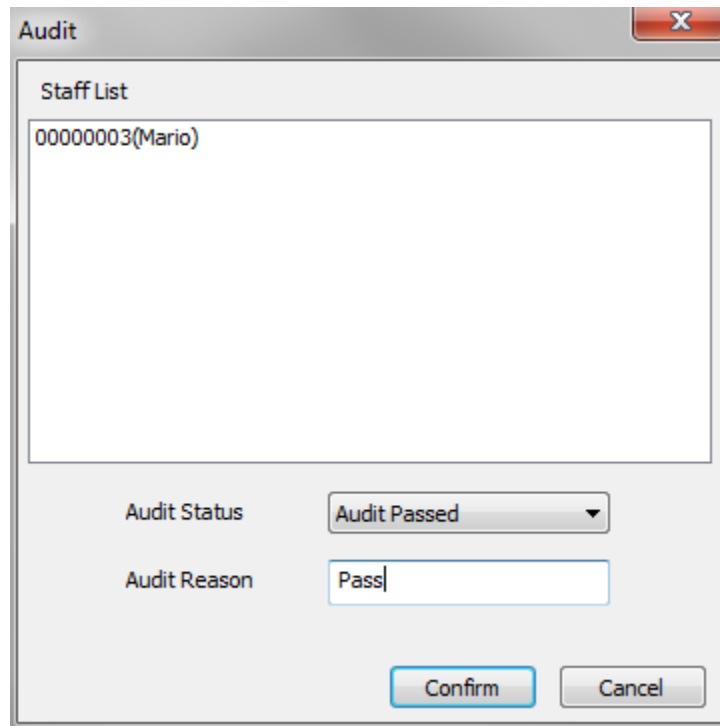 Audit
Staff List
00000003(Mario)
Audit Status
Audit Passed
Audit Reason
Pass
Confirm
Cancel